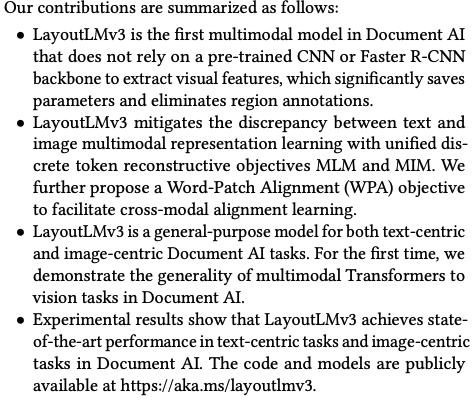 Our contributions are summarized as follows:
• LayoutLMv3 is the first multimodal model in Document AI
that does not rely on a pre-trained CNN or Faster R-CNN
backbone to extract visual features, which significantly saves
parameters and eliminates region annotations.
• LayoutLMv3 mitigates the discrepancy between text and
image multimodal representation learning with unified dis-
crete token reconstructive objectives MLM and MIM. We
further propose a Word-Patch Alignment (WPA) objective
to facilitate cross-modal alignment learning.
• LayoutLMv3 is a general-purpose model for both text-centric
and image-centric Document AI tasks. For the first time, we
demonstrate the generality of multimodal Transformers to
vision tasks in Document AI.
• Experimental results show that LayoutLMv3 achieves state-
of-the-art performance in text-centric tasks and image-centric
tasks in Document AI. The code and models are publicly
available at https://aka.ms/layoutlmv3.